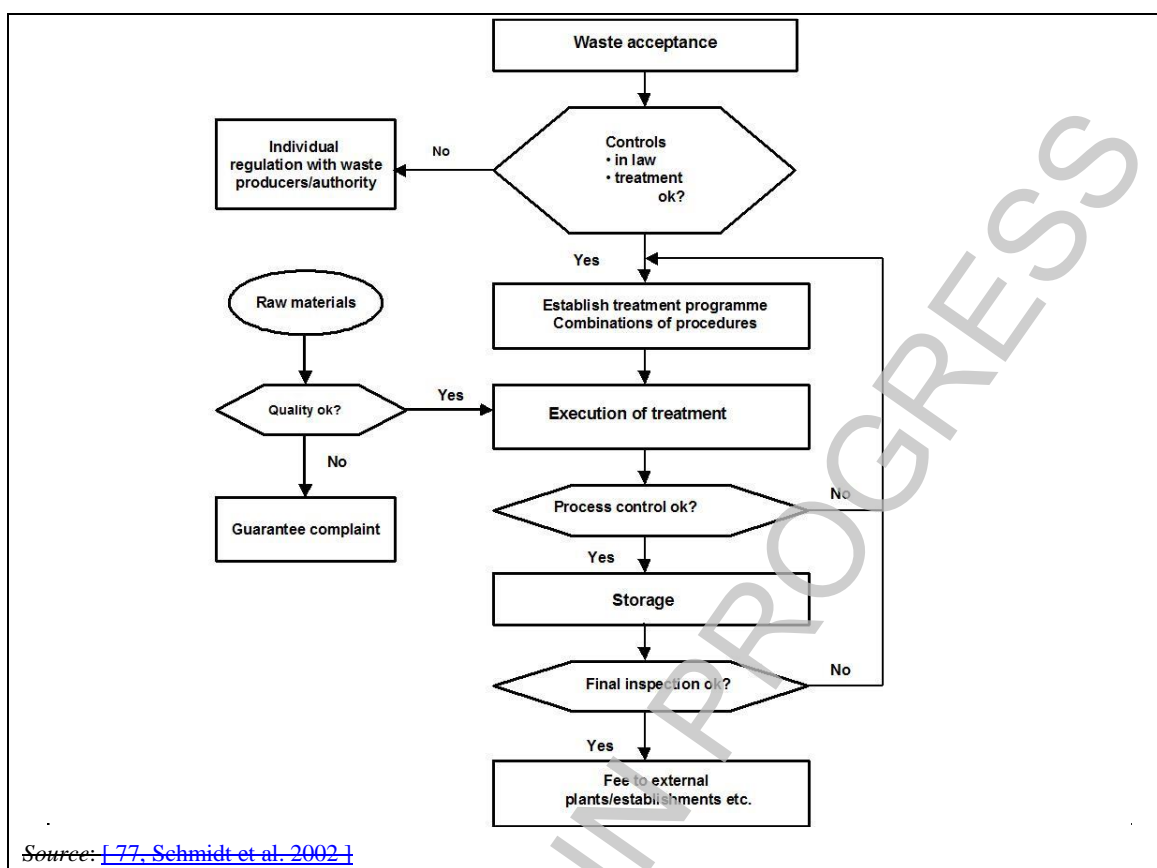 Waste acceptance
Controls
• in law
• treatment
ok?
No
Individual
regulation with waste
producers/authority
Yes
Raw materials
Establish treatment programme
Combinations of procedures
Quality ok?
Yes
Execution of treatment
No
Process control ok?
No
Guarantee complaint
Yes
Storage
Final inspection ok?
No
Yes
Fee to external
plants/establishments etc.
Source: [ 77, Schmidt et al. 2002 ]
IN PROGRESS